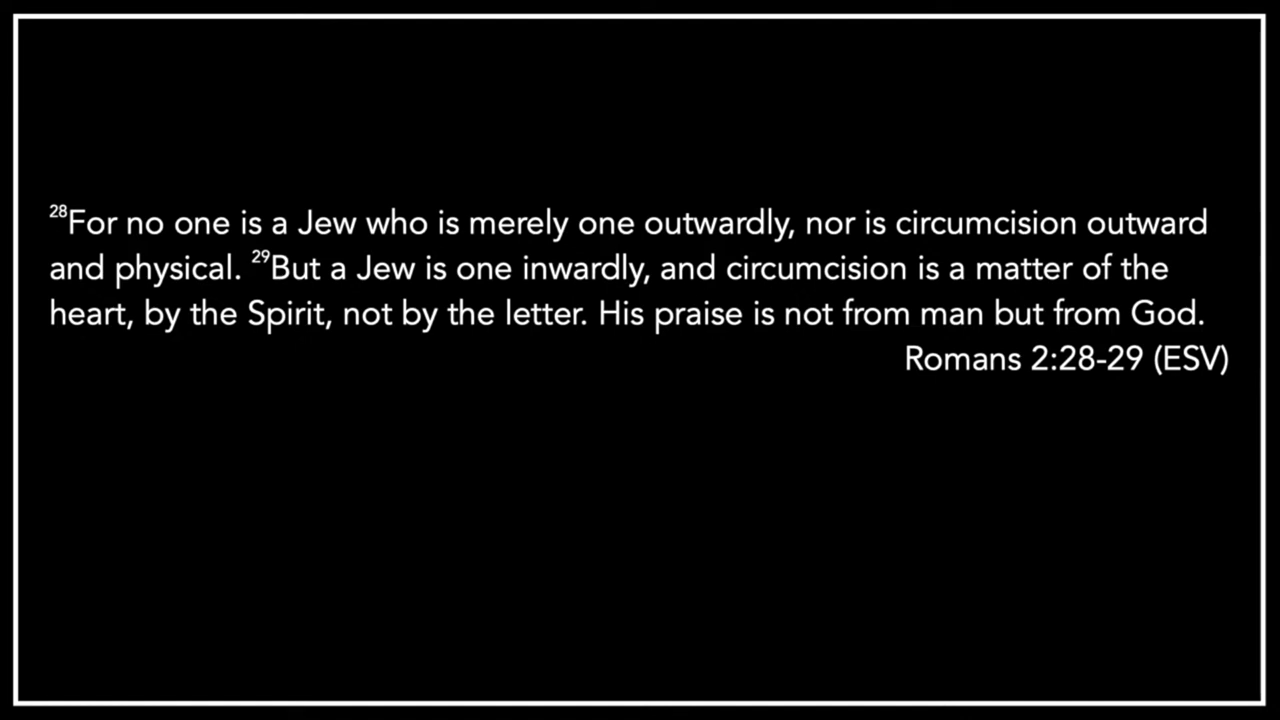 ²⁸For no one is a Jew who is merely one outwardly, nor is circumcision outward
and physical. ²⁹But a Jew is one inwardly, and circumcision is a matter of the
heart, by the Spirit, not by the letter. His praise is not from man but from God.
Romans 2:28-29 (ESV)